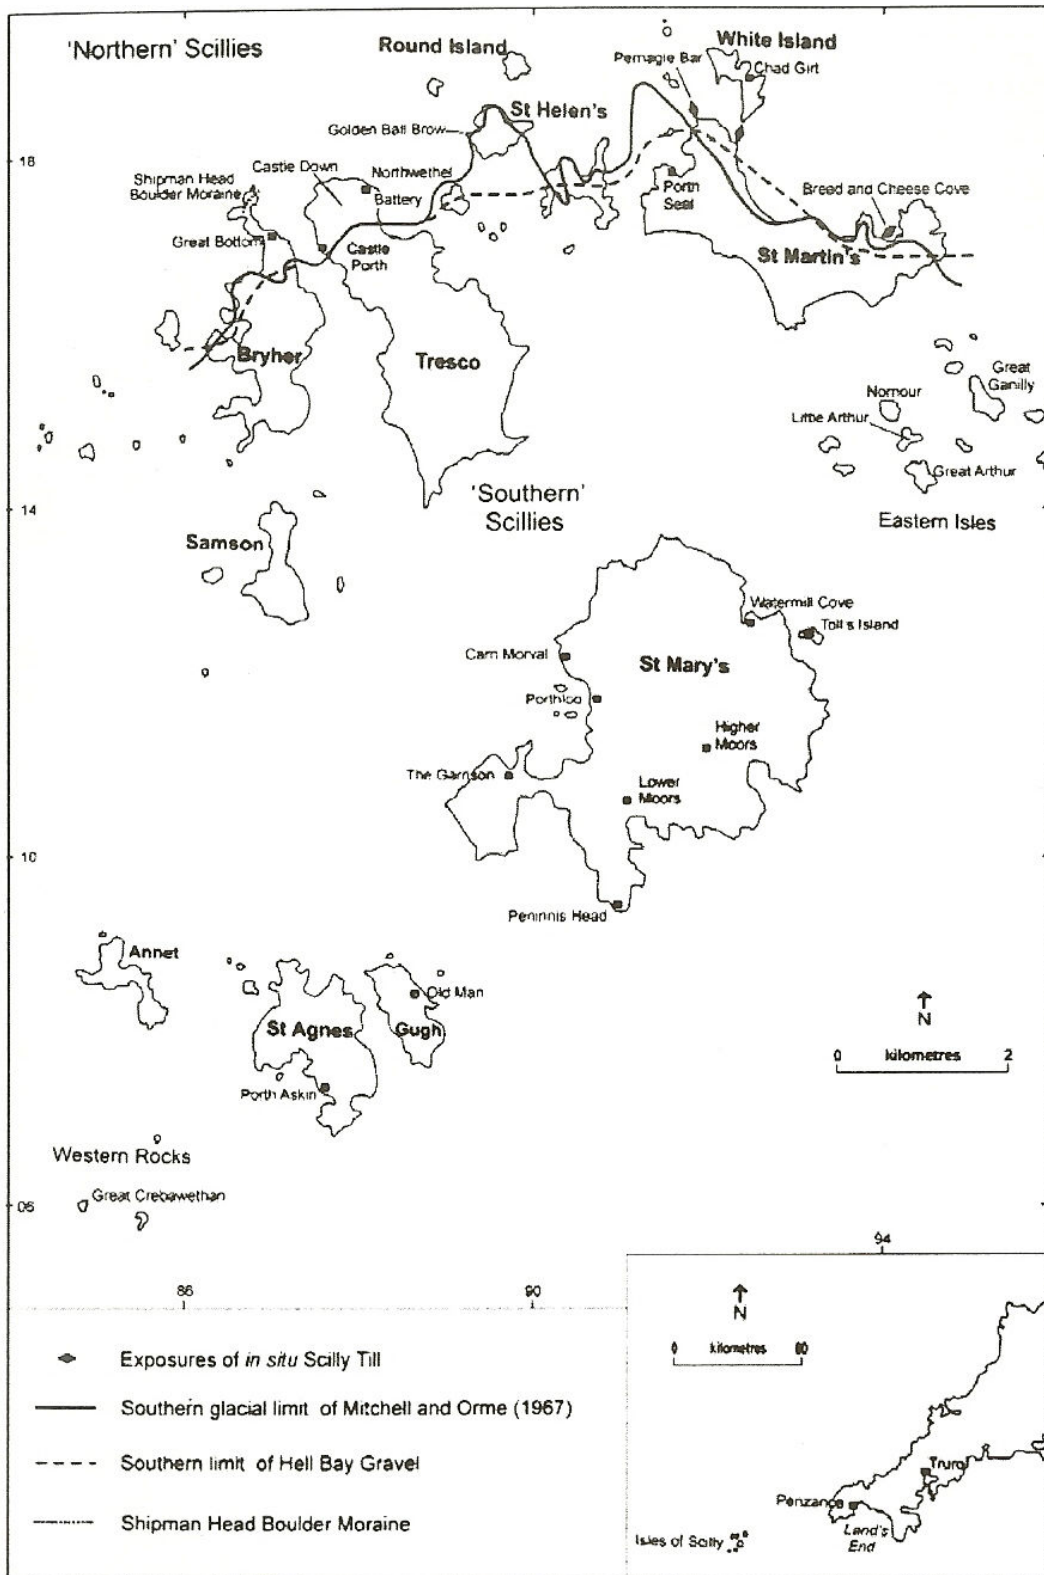 'Northern' Scillies
Round Island
White Island
Pernagie Bar
Chad Girt
St Helen's
Golden Ball Brow
18
Castle Down
Northwethel
Shipman Head
Boulder Moraine
Battery
Porth
Seal
Bread and Cheese Cove
Great Bottom
Castle
Porth
St Martin's
Bryher
Tresco
Great
Ganilly
Nornour
Little Arthur
Great Arthur
'Southern'
Scillies
14
Eastern Isles
Samson
Watermill Cove
Toll's Island
Carn Morval
St Mary's
Porthloo
Higher
Moors
The Garrison
Lower
Moors
10
Peninnis Head
Annet
Old Man
St Agnes
Gugh
N
0 kilometres 2
Porth Askin
Western Rocks
Great Crebawethan
06
94
86
90
N
0 kilometres
Exposures of in situ Scilly Till
Southern glacial limit of Mitchell and Orme (1967)
Southern limit of Hell Bay Gravel
Shipman Head Boulder Moraine
Truro
Penzance
Land's
End
Isles of Scilly